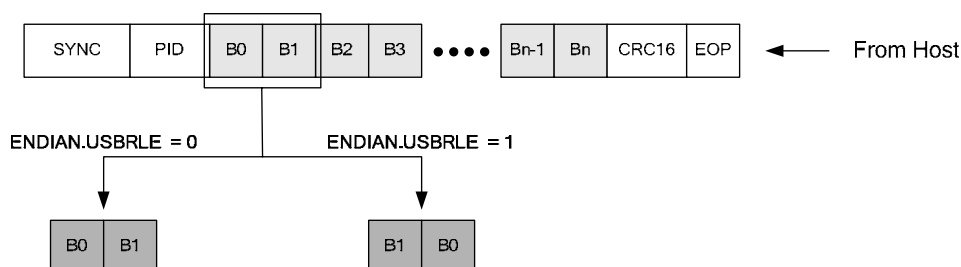 SYNC PID B0 B1 B2 B3 •••• Bn-1 Bn CRC16 EOP From Host
ENDIAN.USBRLE = 0 ENDIAN.USBRLE = 1
B0 B1 B1 B0